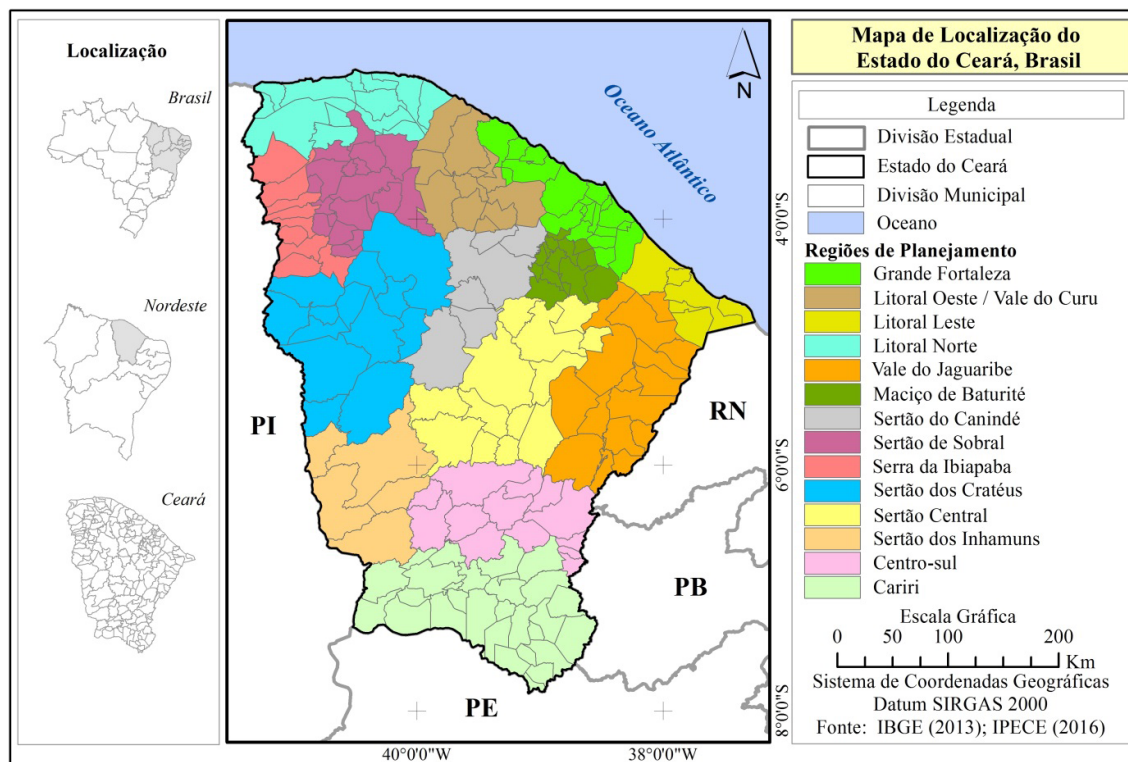 Localização
Brasil
Nordeste
Ceará
Oceano Atlântico
N
PI
RN
PB
PE
4°0'0"S
6°0'0"S
8°0'0"S
40°0'0"W
38°0'0"W
Mapa de Localização do
Estado do Ceará, Brasil
Legenda
Divisão Estadual
Estado do Ceará
Divisão Municipal
Oceano
Regiões de Planejamento
Grande Fortaleza
Litoral Oeste / Vale do Curu
Litoral Leste
Litoral Norte
Vale do Jaguaribe
Maciço de Baturité
Sertão do Canindé
Sertão de Sobral
Serra da Ibiapaba
Sertão dos Cratéus
Sertão Central
Sertão dos Inhamuns
Centro-sul
Cariri
Escala Gráfica
0 50 100 200
Km
Sistema de Coordenadas Geográficas
Datum SIRGAS 2000
Fonte: IBGE (2013); IPECE (2016)